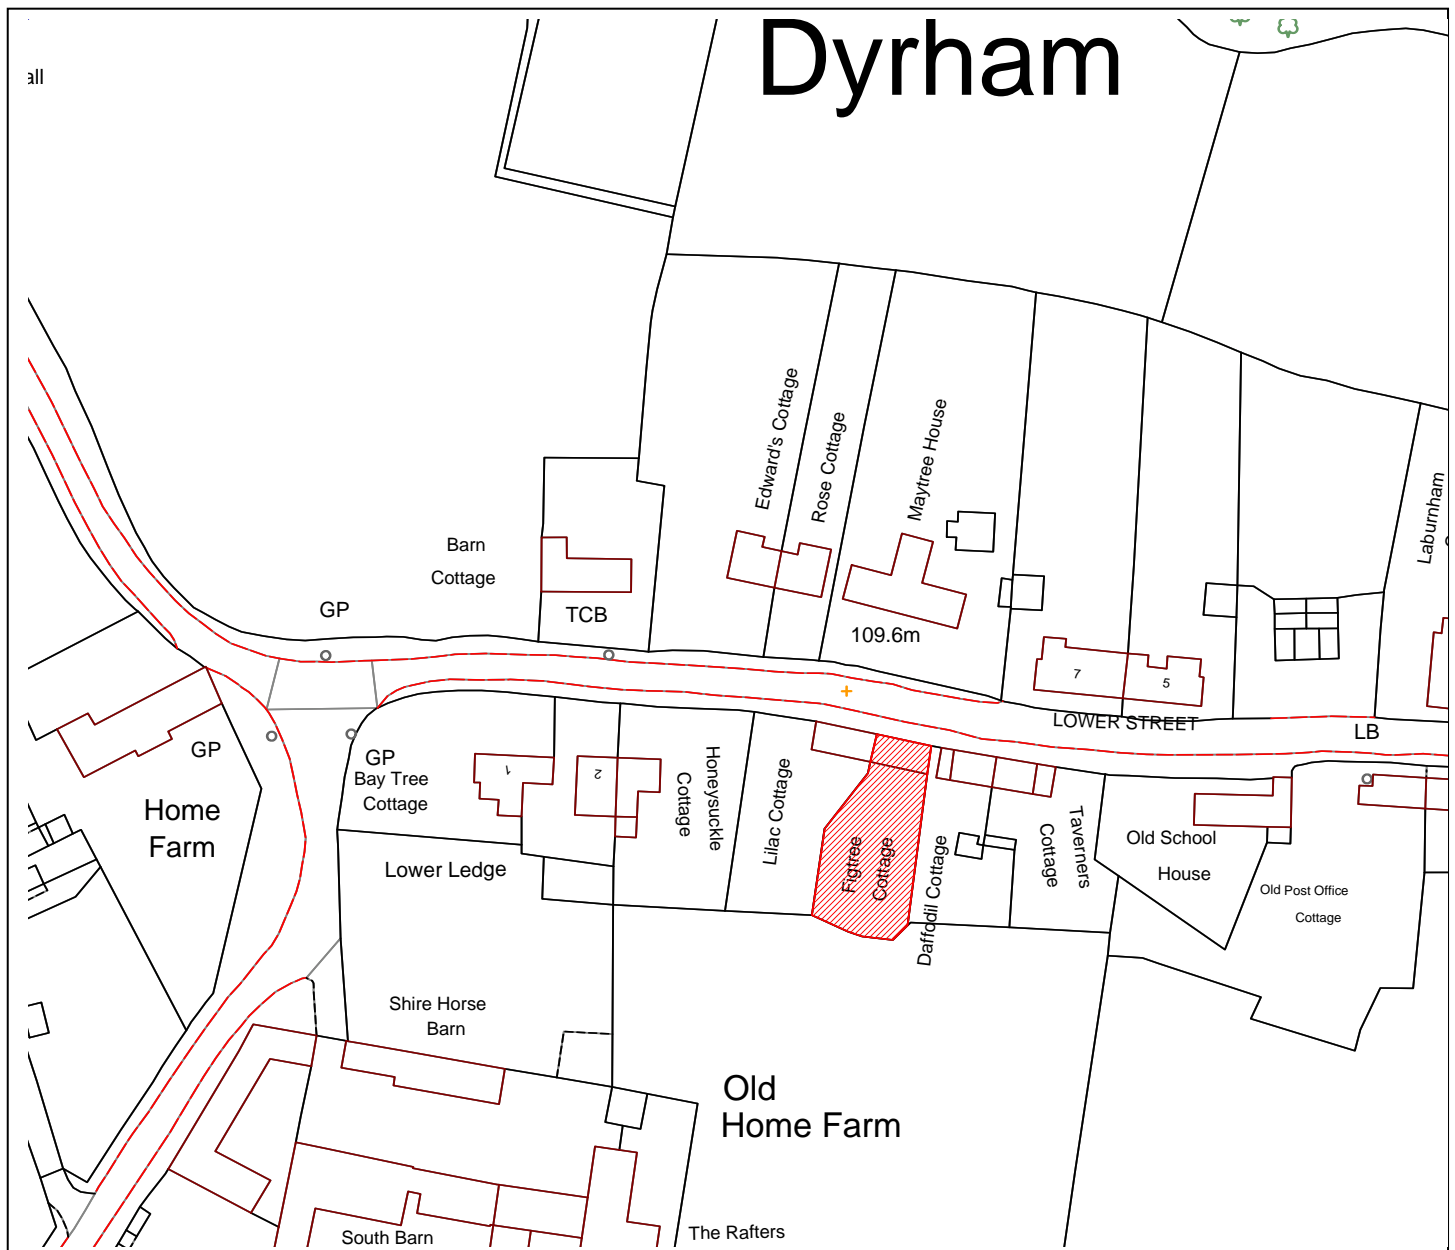 Dyrham
all
Edward's Cottage
Rose Cottage
Maytree House
Laburnham
Barn
Cottage
GP
TCB
109.6m
7
5
LOWER STREET
LB
GP
GP
Bay Tree
Cottage
1
2
Honeysuckle
Cottage
Lilac Cottage
Figtree
Cottage
Daffodil Cottage
Taverners
Cottage
Old School
House
Old Post Office
Cottage
Home
Farm
Lower Ledge
Shire Horse
Barn
Old
Home Farm
South Barn
The Rafters